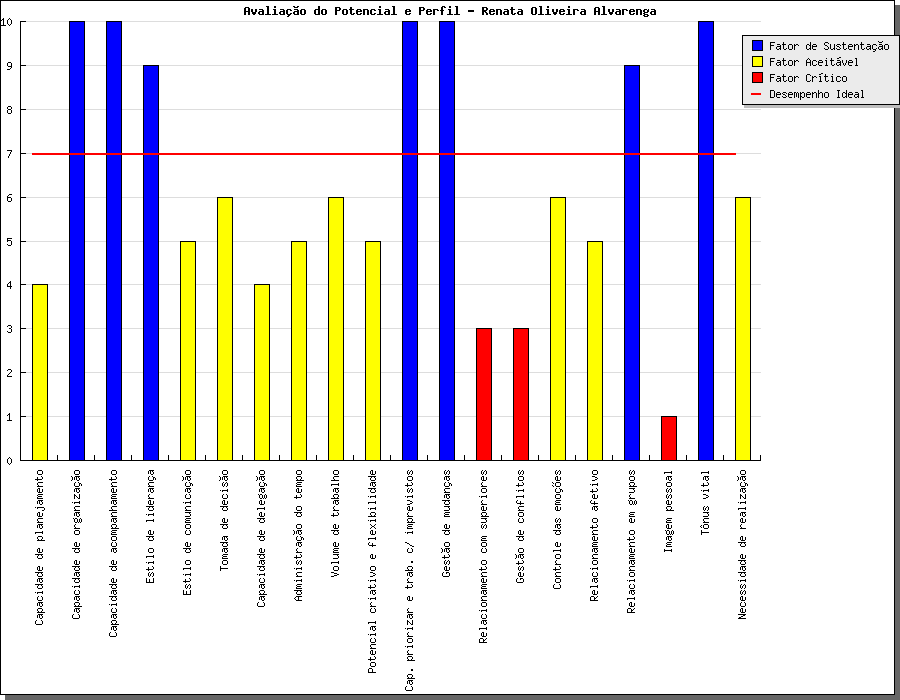 Avaliação do Potencial e Perfil - Renata Oliveira Alvarenga
Fator de Sustentação
Fator Aceitável
Fator Crítico
Desempenho Ideal
10
9
8
7
6
5
4
3
2
1
0
Capacidade de planejamento
Capacidade de organização
Capacidade de acompanhamento
Estilo de liderança
Estilo de comunicação
Tomada de decisão
Capacidade de delegação
Administração do tempo
Volume de trabalho
Potencial criativo e flexibilidade
Cap. priorizar e trab. c/ imprevistos
Gestão de mudanças
Relacionamento com superiores
Gestão de conflitos
Controle das emoções
Relacionamento afetivo
Relacionamento em grupos
Imagem pessoal
Tônus vital
Necessidade de realização